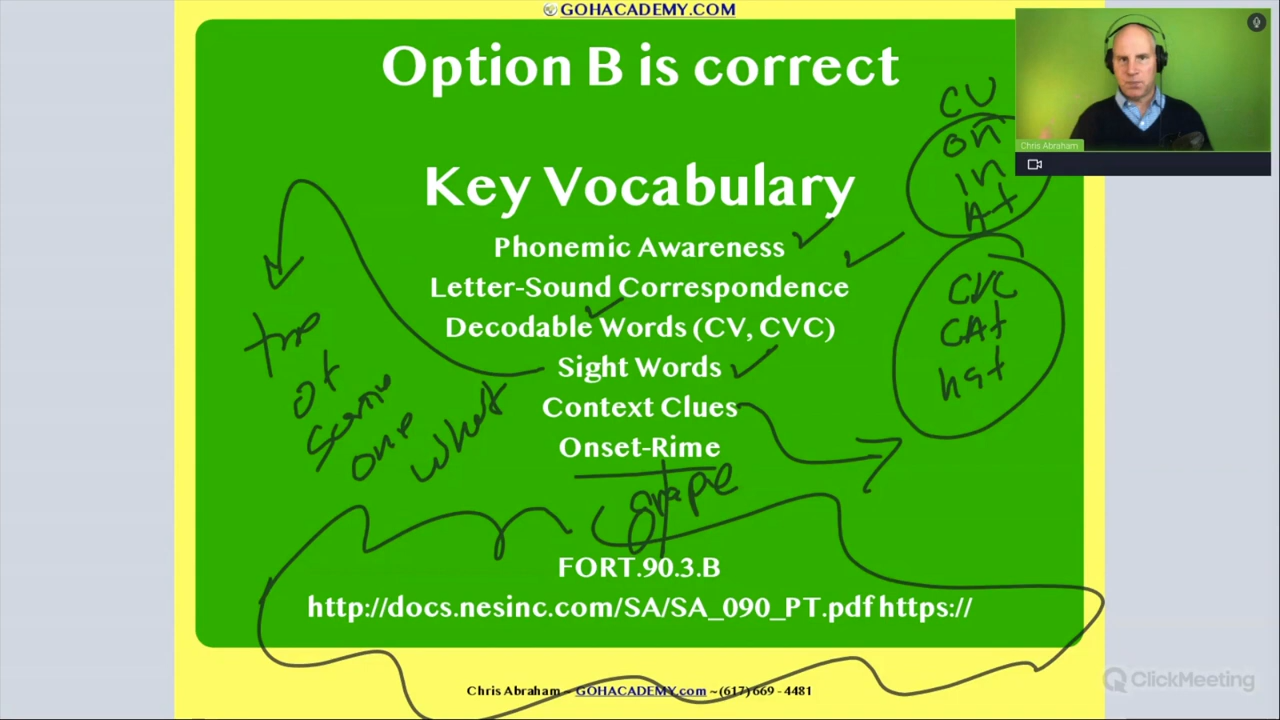 GOHACADEMY.COM
Option B is correct
Key Vocabulary
Phonemic Awareness
Letter-Sound Correspondence
Decodable Words (CV, CVC)
Sight Words
Context Clues
Onset-Rime
grape
FORT.90.3.B
http://docs.nesinc.com/SA/SA_090_PT.pdf https://
Chris Abraham ~ GOHACADEMY.com ~(617)669 - 4481
CV
on
in
At
CVC
CAt
hat
of
some
one
what
Chris Abraham
ClickMeeting